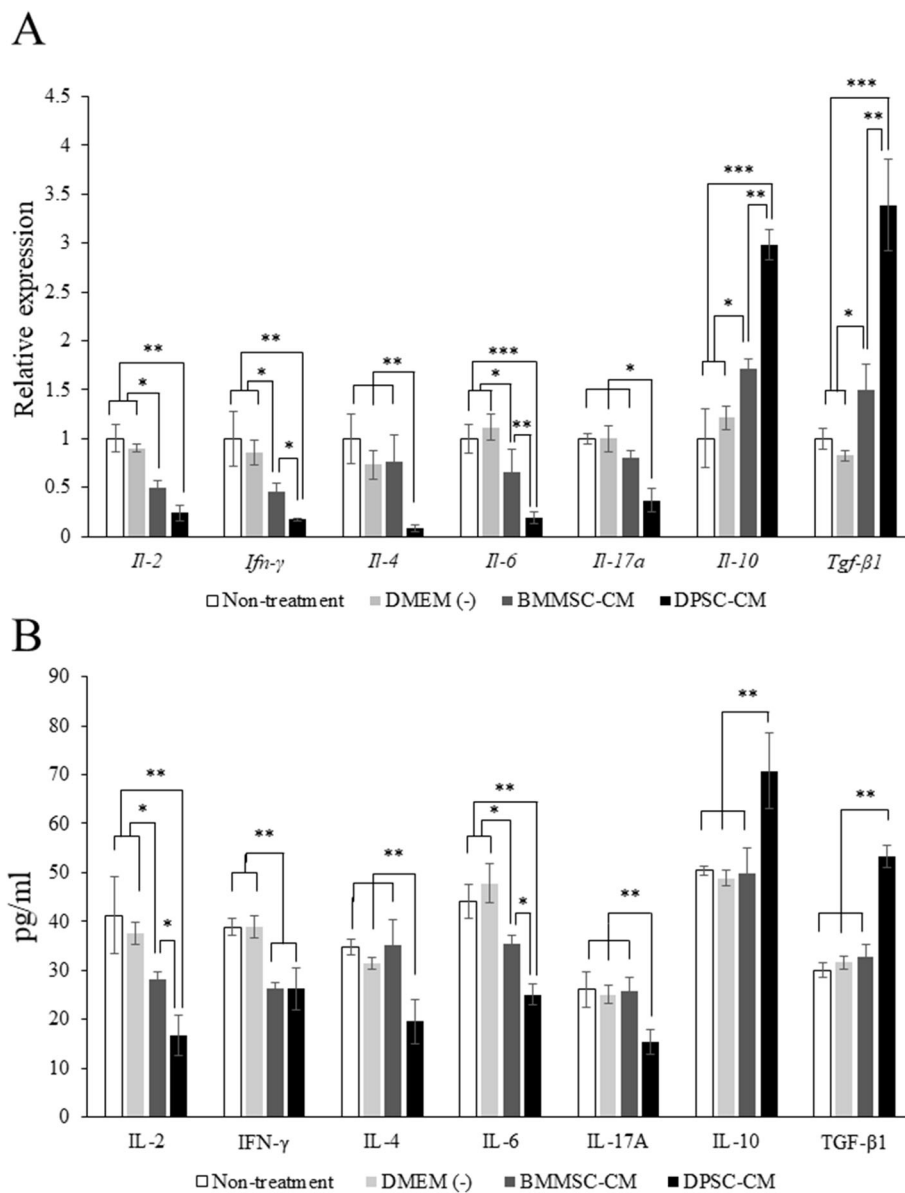 A
Relative expression
4.5
4
3.5
3
2.5
2
1.5
1
0.5
0
** * ** * * ** *** * ** * *** ** * *** ** *
Il-2 Ifn-γ Il-4 Il-6 Il-17a Il-10 Tgf-β1
Non-treatment DMEM (-) BMMSC-CM DPSC-CM
B
pg/ml
90
80
70
60
50
40
30
20
10
0
** * * ** ** ** * * ** ** **
IL-2 IFN-γ IL-4 IL-6 IL-17A IL-10 TGF-β1
Non-treatment DMEM (-) BMMSC-CM DPSC-CM